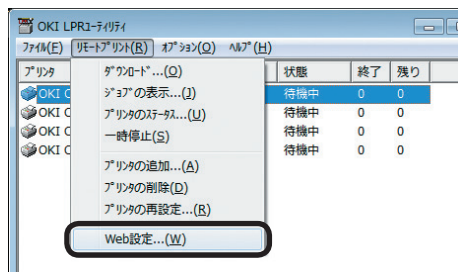 OKI LPRﾕｰﾃｨﾘﾃｨ
ﾌｧｲﾙ(F) ﾘﾓｰﾄﾌﾟﾘﾝﾄ(R) ｵﾌﾟｼｮﾝ(O) ﾍﾙﾌﾟ(H)
ﾌﾟﾘﾝﾀ 状態 終了 残り
OKI C 待機中 0 0
OKI C 待機中 0 0
OKI C 待機中 0 0
OKI C 待機中 0 0
ﾀﾞｳﾝﾛｰﾄﾞ...(O)
ｼﾞｮﾌﾞの表示...(J)
ﾌﾟﾘﾝﾀのｽﾃｰﾀｽ...(U)
一時停止(S)
ﾌﾟﾘﾝﾀの追加...(A)
ﾌﾟﾘﾝﾀの削除(D)
ﾌﾟﾘﾝﾀの再設定...(R)
Web設定...(W)